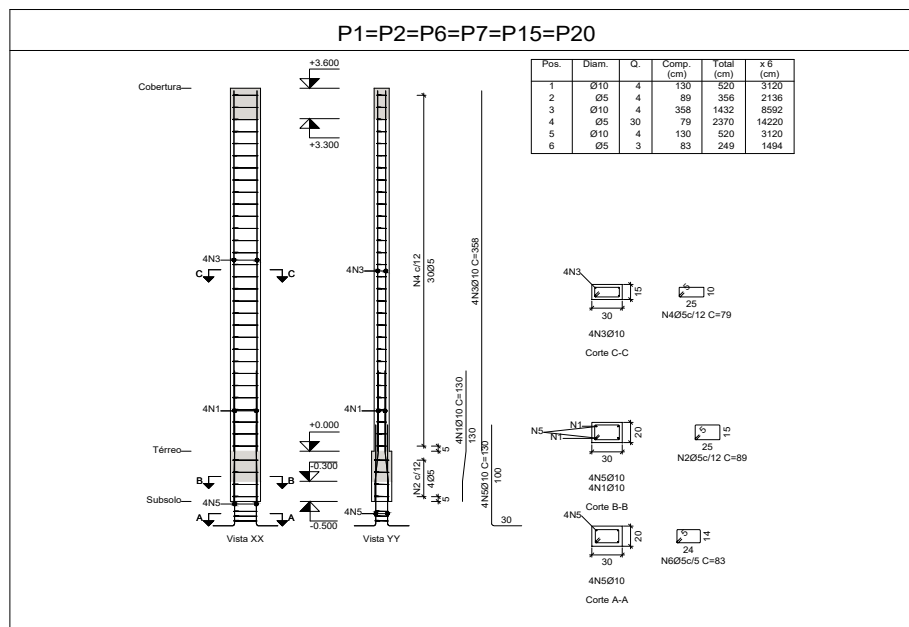 P1=P2=P6=P7=P15=P20
Pos. Diam. Q. Comp. (cm) Total (cm) x 6 (cm)
1 Ø10 4 130 520 3120
2 Ø5 4 89 356 2136
3 Ø10 4 358 1432 8592
4 Ø5 30 79 2370 14220
5 Ø10 4 130 520 3120
6 Ø5 3 83 249 1494
Cobertura
+3.600
+3.300
4N3
C
C
4N1
+0.000
Térreo
-0.300
B
B
Subsolo
4N5
A
A
-0.500
Vista XX
4N3
4N1
4N5
Vista YY
N4 c/12
30Ø5
5
N2 c/12
4Ø5
5
4N1Ø10 C=130
130
4N3Ø10 C=358
4N5Ø10 C=130
100
30
4N3
15
30
4N3Ø10
Corte C-C
5
10
25
N4Ø5c/12 C=79
N1
N5
N1
20
30
4N5Ø10
4N1Ø10
Corte B-B
5
15
25
N2Ø5c/12 C=89
4N5
20
30
4N5Ø10
Corte A-A
5
14
24
N6Ø5c/5 C=83